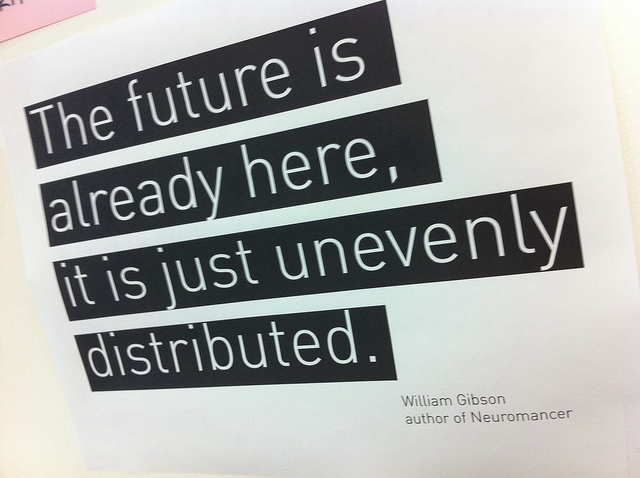 The future is
already here,
it is just unevenly
distributed.
William Gibson
author of Neuromancer